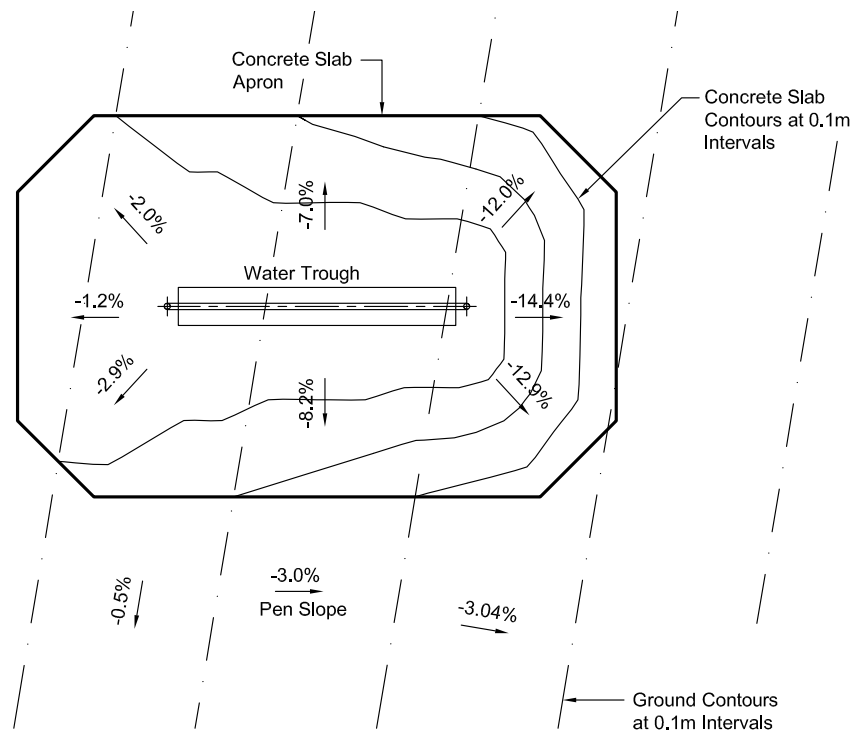 Concrete Slab
Apron
Concrete Slab
Contours at 0.1m
Intervals
-2.0%
-7.0%
-12.0%
Water Trough
-1.2%
-14.4%
-2.9%
-8.2%
-12.9%
-0.5%
-3.0%
Pen Slope
-3.04%
Ground Contours
at 0.1m Intervals